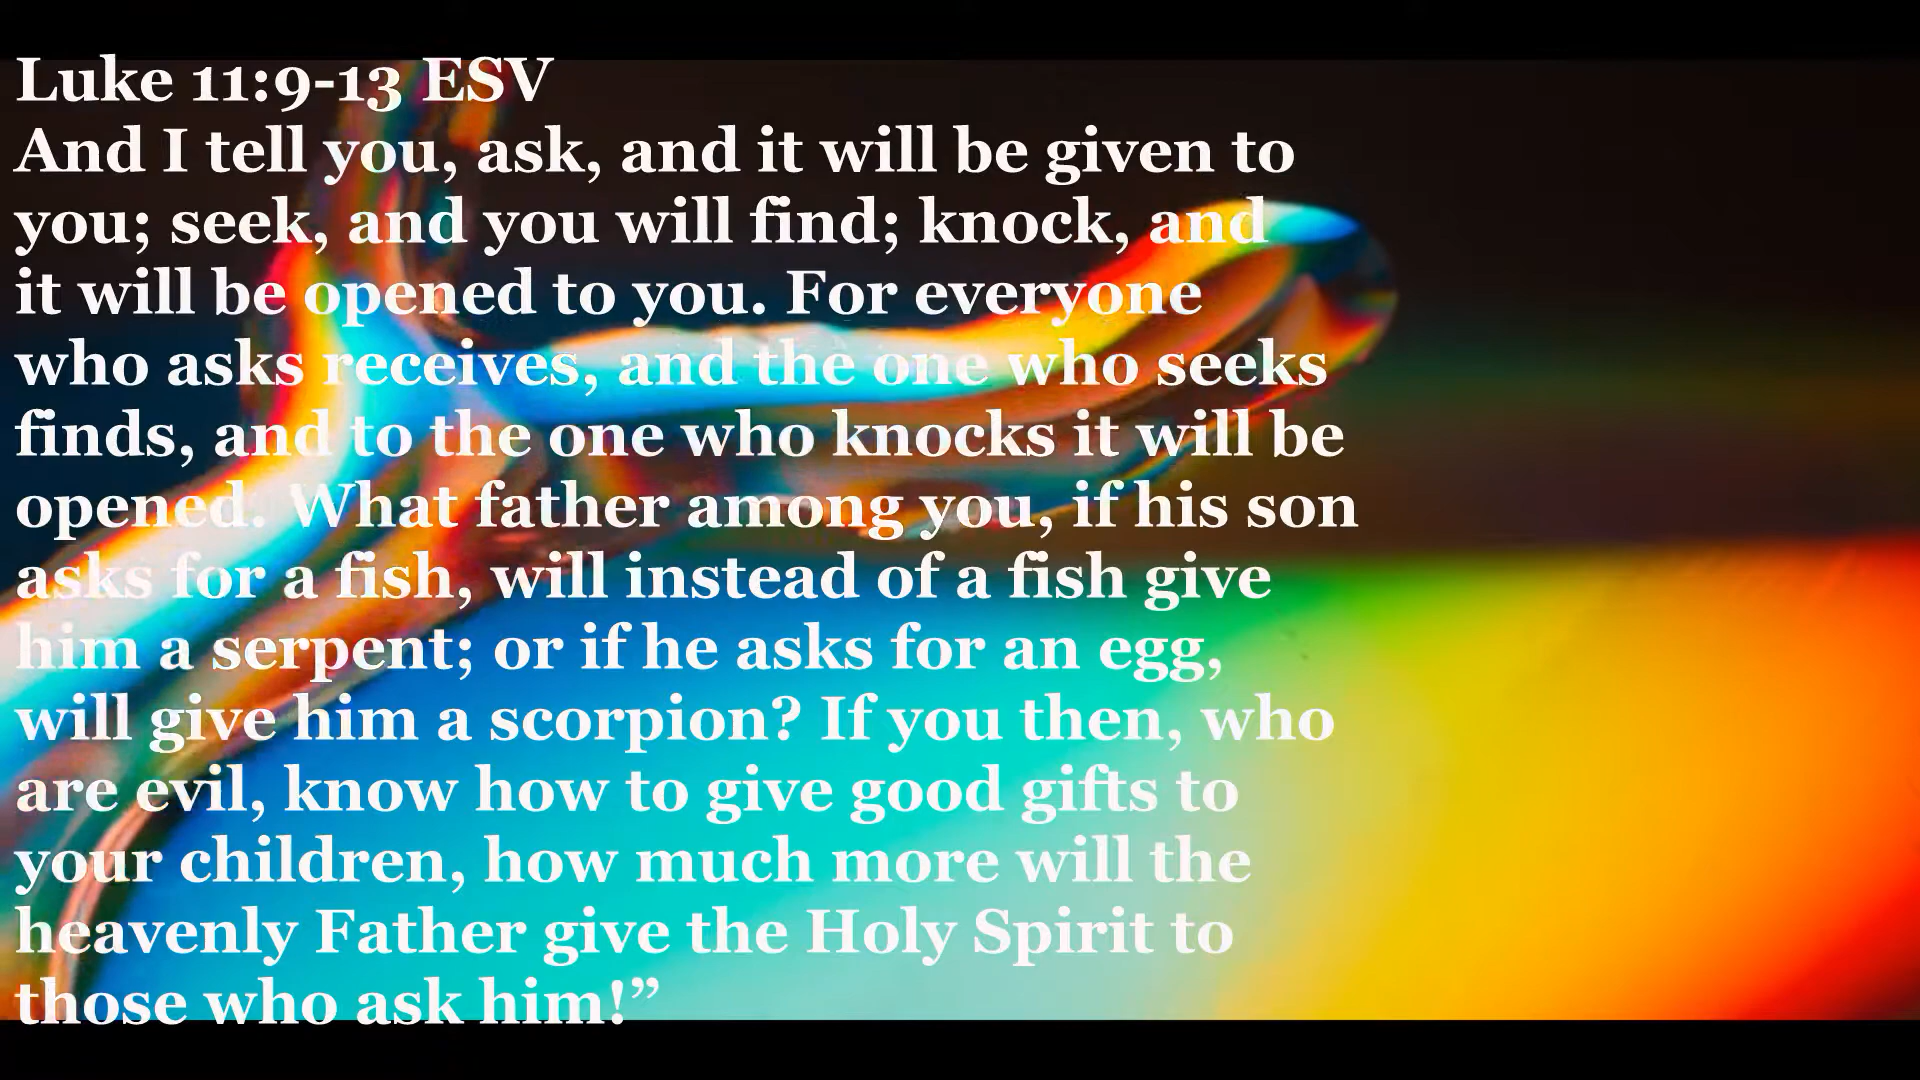 Luke 11:9-13 ESV
And I tell you, ask, and it will be given to
you; seek, and you will find; knock, and
it will be opened to you. For everyone
who asks receives, and the one who seeks
finds, and to the one who knocks it will be
opened. What father among you, if his son
asks for a fish, will instead of a fish give
him a serpent; or if he asks for an egg,
will give him a scorpion? If you then, who
are evil, know how to give good gifts to
your children, how much more will the
heavenly Father give the Holy Spirit to
those who ask him!”